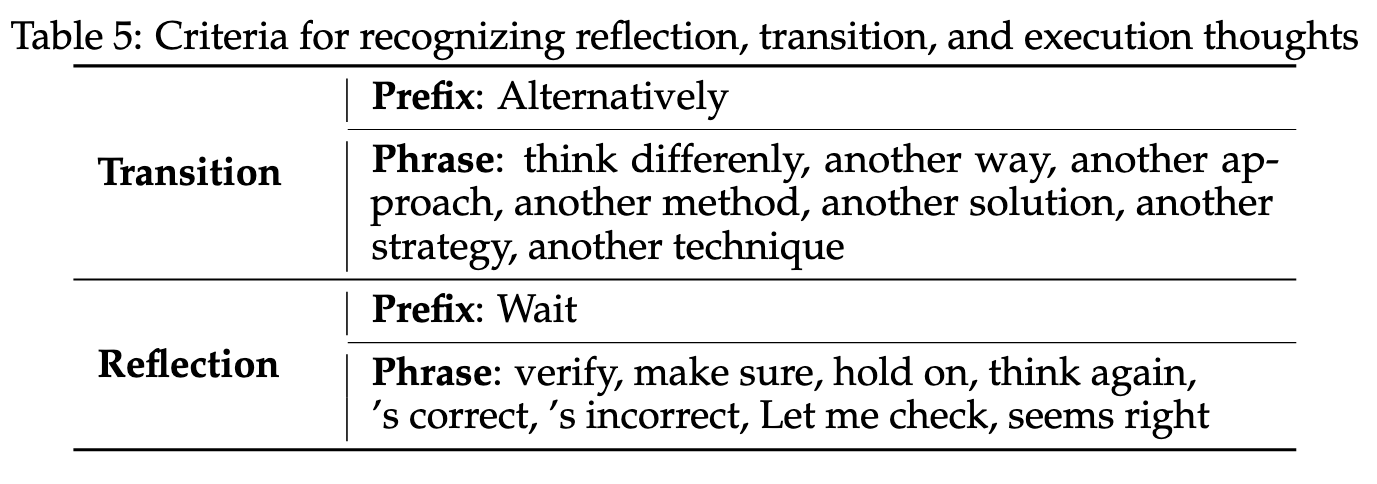 Table 5: Criteria for recognizing reflection, transition, and execution thoughts
Transition
Prefix: Alternatively
Phrase: think differenly, another way, another ap-
proach, another method, another solution, another
strategy, another technique
Reflection
Prefix: Wait
Phrase: verify, make sure, hold on, think again,
’s correct, ’s incorrect, Let me check, seems right